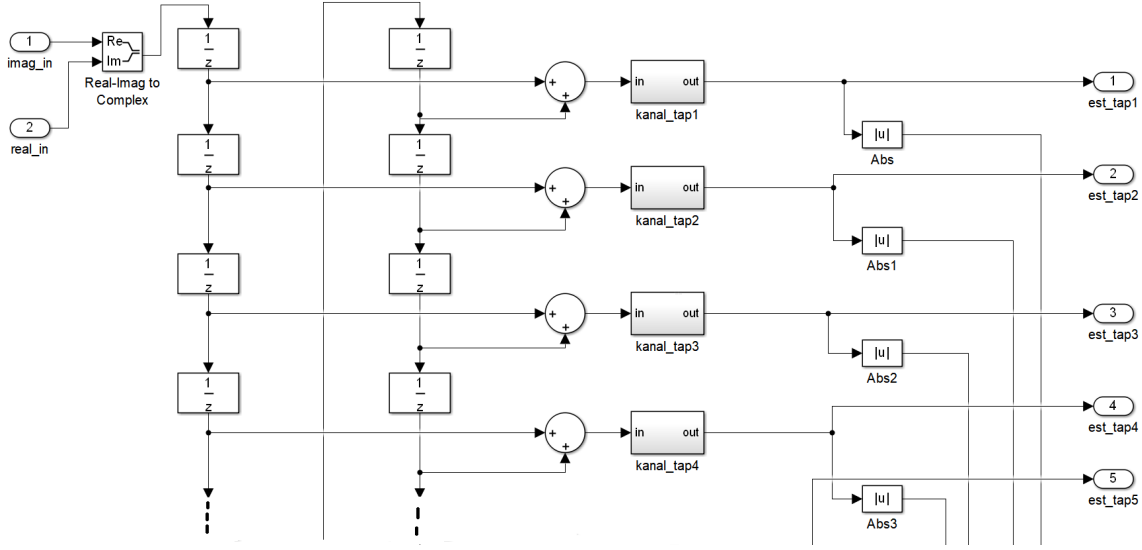 1
imag_in
Re
Im
Real-Imag to
Complex
2
real_in
1
z
1
z
+
+
in out
kanal_tap1
1
est_tap1
|u|
Abs
1
z
1
z
+
+
in out
kanal_tap2
2
est_tap2
|u|
Abs1
1
z
1
z
+
+
in out
kanal_tap3
3
est_tap3
|u|
Abs2
1
z
1
z
+
+
in out
kanal_tap4
4
est_tap4
5
est_tap5
|u|
Abs3